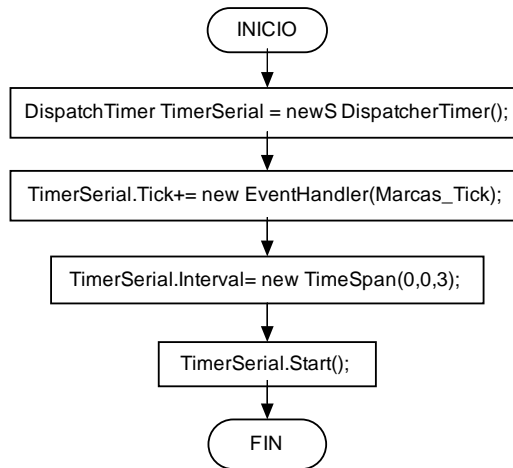 INICIO
DispatchTimer TimerSerial = newS DispatcherTimer();
TimerSerial.Tick+= new EventHandler(Marcas_Tick);
TimerSerial.Interval= new TimeSpan(0,0,3);
TimerSerial.Start();
FIN